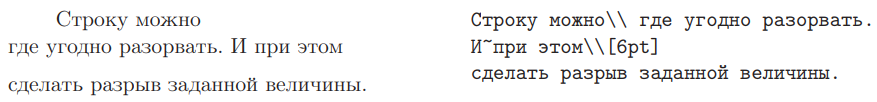 Строку можно
где угодно разорвать. И при этом
сделать разрыв заданной величины.
Строку можно\\ где угодно разорвать.
И~при этом\\[6pt]
сделать разрыв заданной величины.